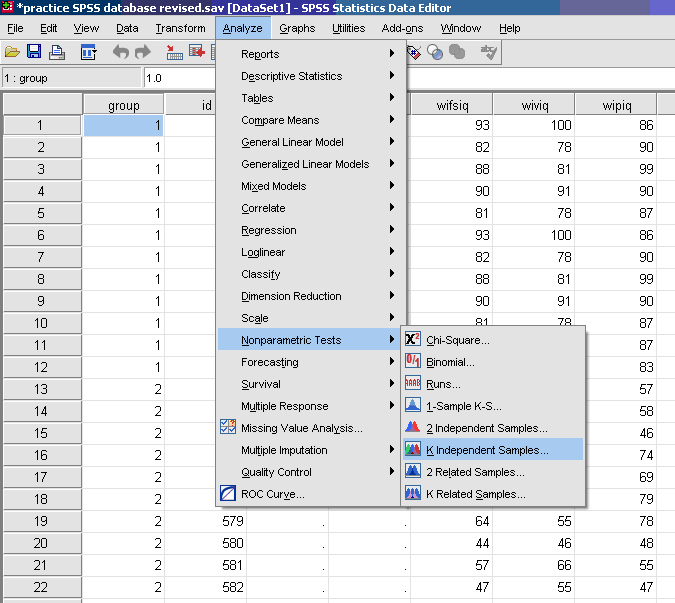 *practice SPSS database revised.sav [DataSet1] - SPSS Statistics Data Editor
File Edit View Data Transform Analyze Graphs Utilities Add-ons Window Help
1 : group 1.0
group id wifsiq wiviq wipiq
1 1 93 100 86
2 1 82 78 90
3 1 88 81 99
4 1 90 91 90
5 1 81 78 87
6 1 93 100 86
7 1 82 78 90
8 1 88 81 99
9 1 90 91 90
10 1 81 78 87
11 1 87
12 1 83
13 2 57
14 2 58
15 2 46
16 2 74
17 2 69
18 2 79
19 2 579 . . 64 55 78
20 2 580 . . 44 46 48
21 2 581 . . 57 66 55
22 2 582 . . 47 55 47
Reports
Descriptive Statistics
Tables
Compare Means
General Linear Model
Generalized Linear Models
Mixed Models
Correlate
Regression
Loglinear
Classify
Dimension Reduction
Scale
Nonparametric Tests
Forecasting
Survival
Multiple Response
Missing Value Analysis...
Multiple Imputation
Quality Control
ROC Curve...
Chi-Square...
Binomial...
Runs...
1-Sample K-S...
2 Independent Samples...
K Independent Samples...
2 Related Samples...
K Related Samples...